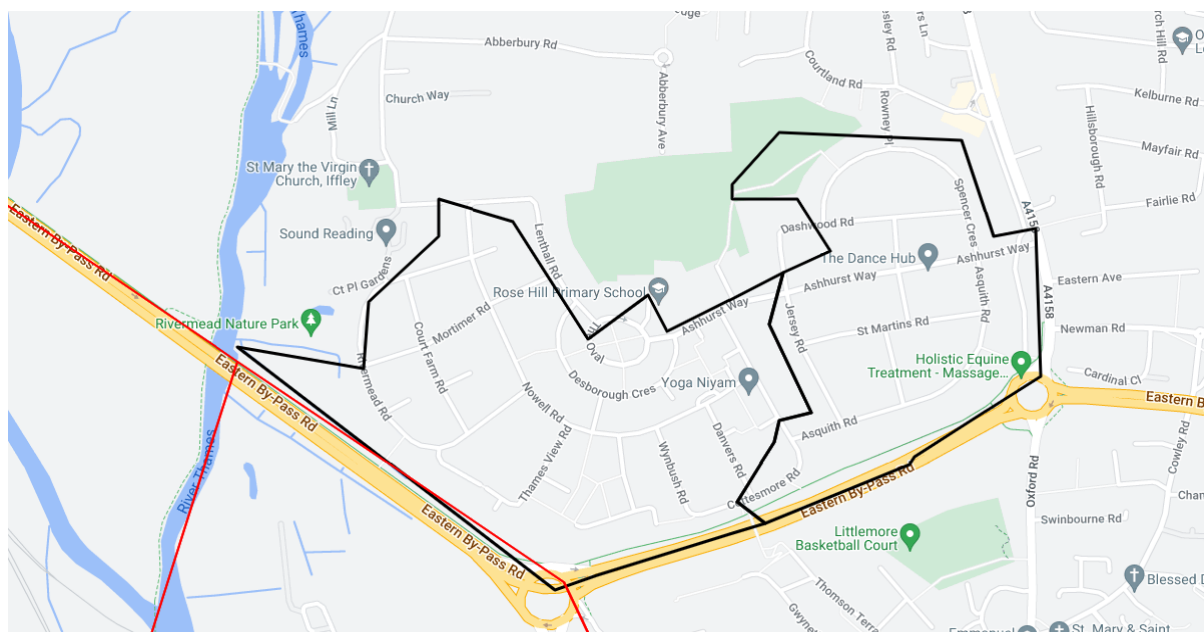 Thames
Abberbury Rd
Church Way
Mill Ln
Abberbury Ave
Courtland Rd
Rowney Pl
Kelburne Rd
Hillsborough Rd
Mayfair Rd
Fairlie Rd
St Mary the Virgin
Church, Iffley
Sound Reading
Lenthall Rd
Spencer Cres
A4158
Dashwood Rd
The Dance Hub
Ashhurst Way
Ashhurst Way
Eastern By-Pass Rd
Ct Pl Gardens
Rose Hill Primary School
Ashhurst Way
Asquith Rd
Eastern Ave
A4158
Rivermead Nature Park
Mortimer Rd
Court Farm Rd
The
Oval
Jersey Rd
St Martins Rd
Newman Rd
Rivermead Rd
Desborough Cres
Yoga Niyam
Holistic Equine
Treatment - Massage...
Cardinal Cl
Eastern By-Pass Rd
Nowell Rd
Asquith Rd
Eastern B
River Thames
Thames View Rd
Wynbush Rd
Danvers Rd
Cowley Rd
Cottesmore Rd
Eastern By-Pass Rd
Oxford Rd
Eastern By-Pass Rd
Littlemore
Basketball Court
Swinbourne Rd
Thomson Terra
Blessed D
St. Mary & Saint
Emmanuel